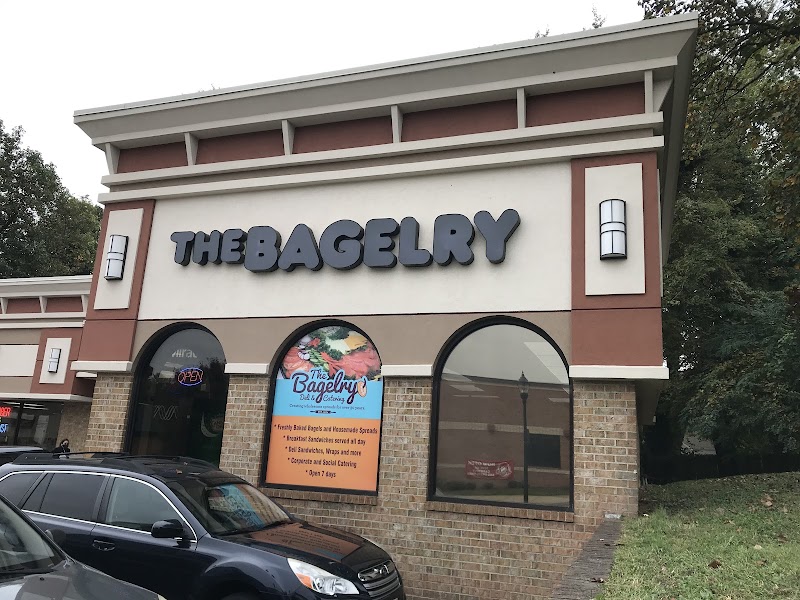 THE BAGELRY
OPEN
The
Bagelry
Deli & Catering
* Freshly Baked Bagels and Housemade Spreads
* Breakfast Sandwiches served all day
* Deli Sandwiches, Wraps and more
* Corporate and Social Catering
* Open 7 days